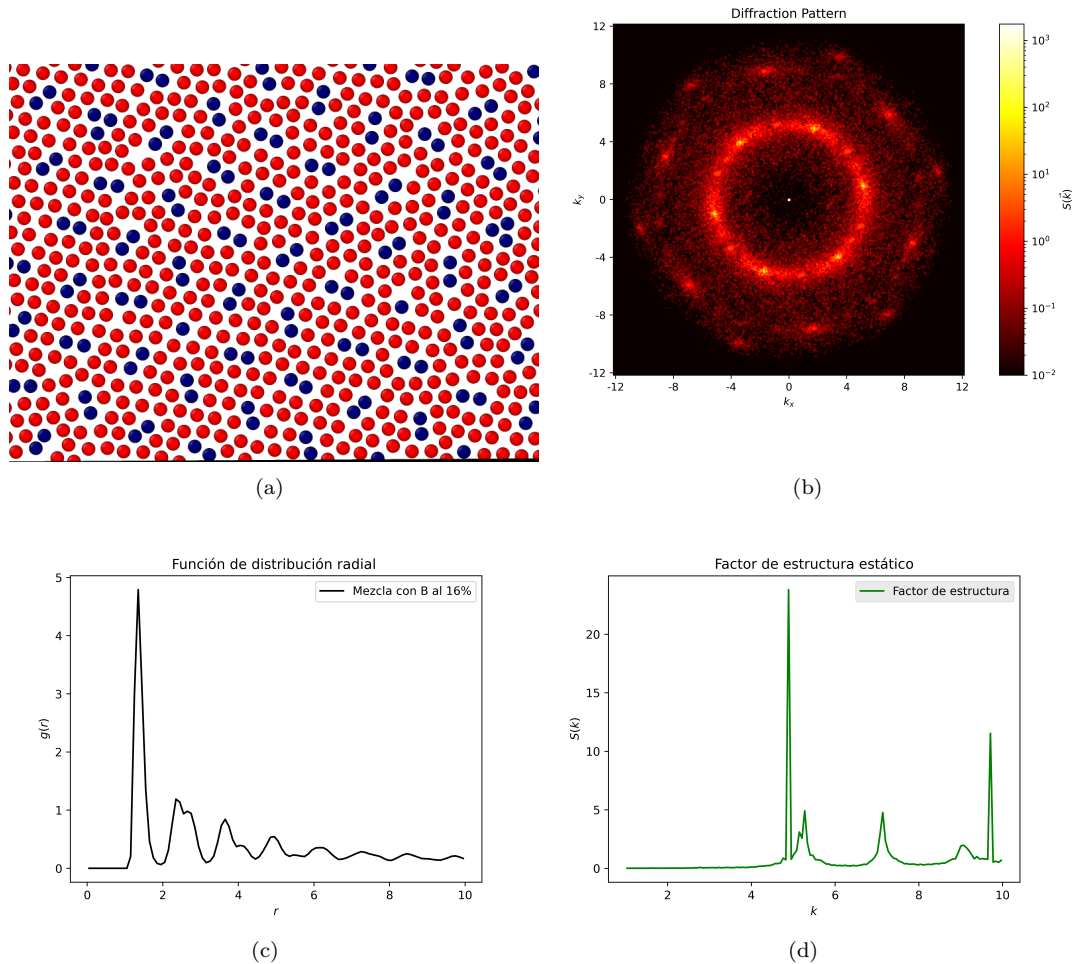 Diffraction Pattern
12
8
4
0
-4
-8
-12
k_y
-12 -8 -4 0 4 8 12
k_x
10^3
10^2
10^1
10^0
10^{-1}
10^{-2}
S(\vec{k})
(a)
(b)
Función de distribución radial
Mezcla con B al 16%
5
4
3
2
1
0
g(r)
0 2 4 6 8 10
r
(c)
Factor de estructura estático
Factor de estructura
20
15
10
5
0
S(k)
2 4 6 8 10
k
(d)